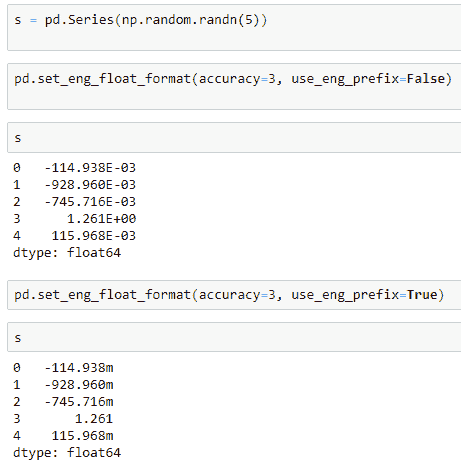 s = pd.Series(np.random.randn(5))
pd.set_eng_float_format(accuracy=3, use_eng_prefix=False)
s
0   -114.938E-03
1   -928.960E-03
2   -745.716E-03
3      1.261E+00
4    115.968E-03
dtype: float64
pd.set_eng_float_format(accuracy=3, use_eng_prefix=True)
s
0   -114.938m
1   -928.960m
2   -745.716m
3       1.261
4    115.968m
dtype: float64